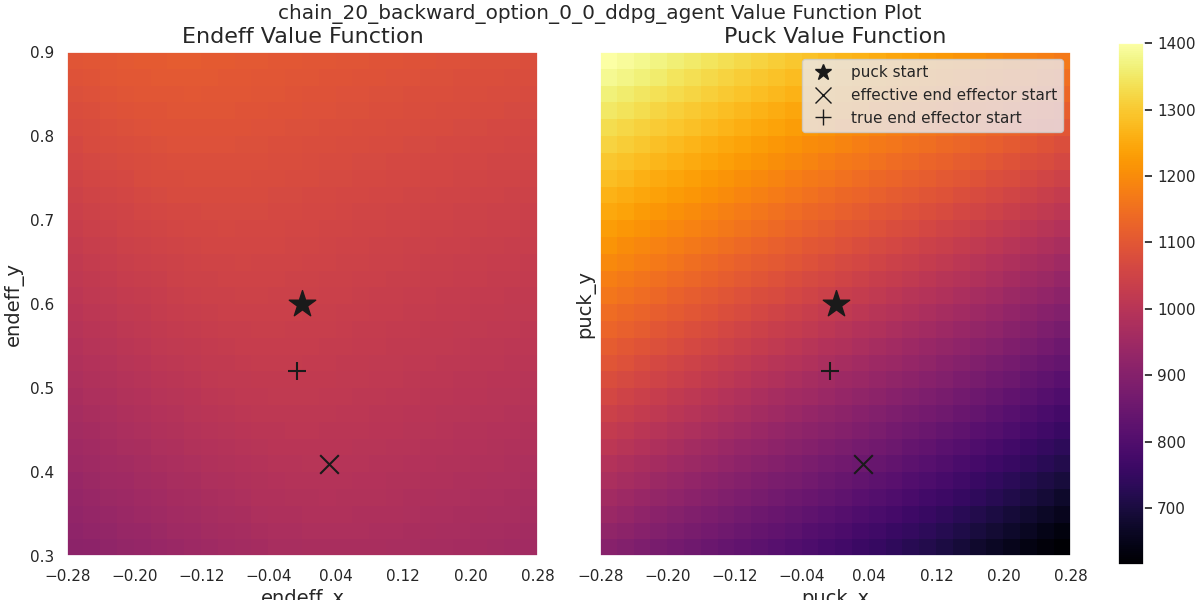 chain_20_backward_option_0_0_ddpg_agent Value Function Plot
Endeff Value Function
Puck Value Function
puck start
effective end effector start
true end effector start
endeff_y
0.9
0.8
0.7
0.6
0.5
0.4
0.3
−0.28 −0.20 −0.12 −0.04 0.04 0.12 0.20 0.28
endeff_x
puck_y
−0.28 −0.20 −0.12 −0.04 0.04 0.12 0.20 0.28
puck_x
1400
1300
1200
1100
1000
900
800
700